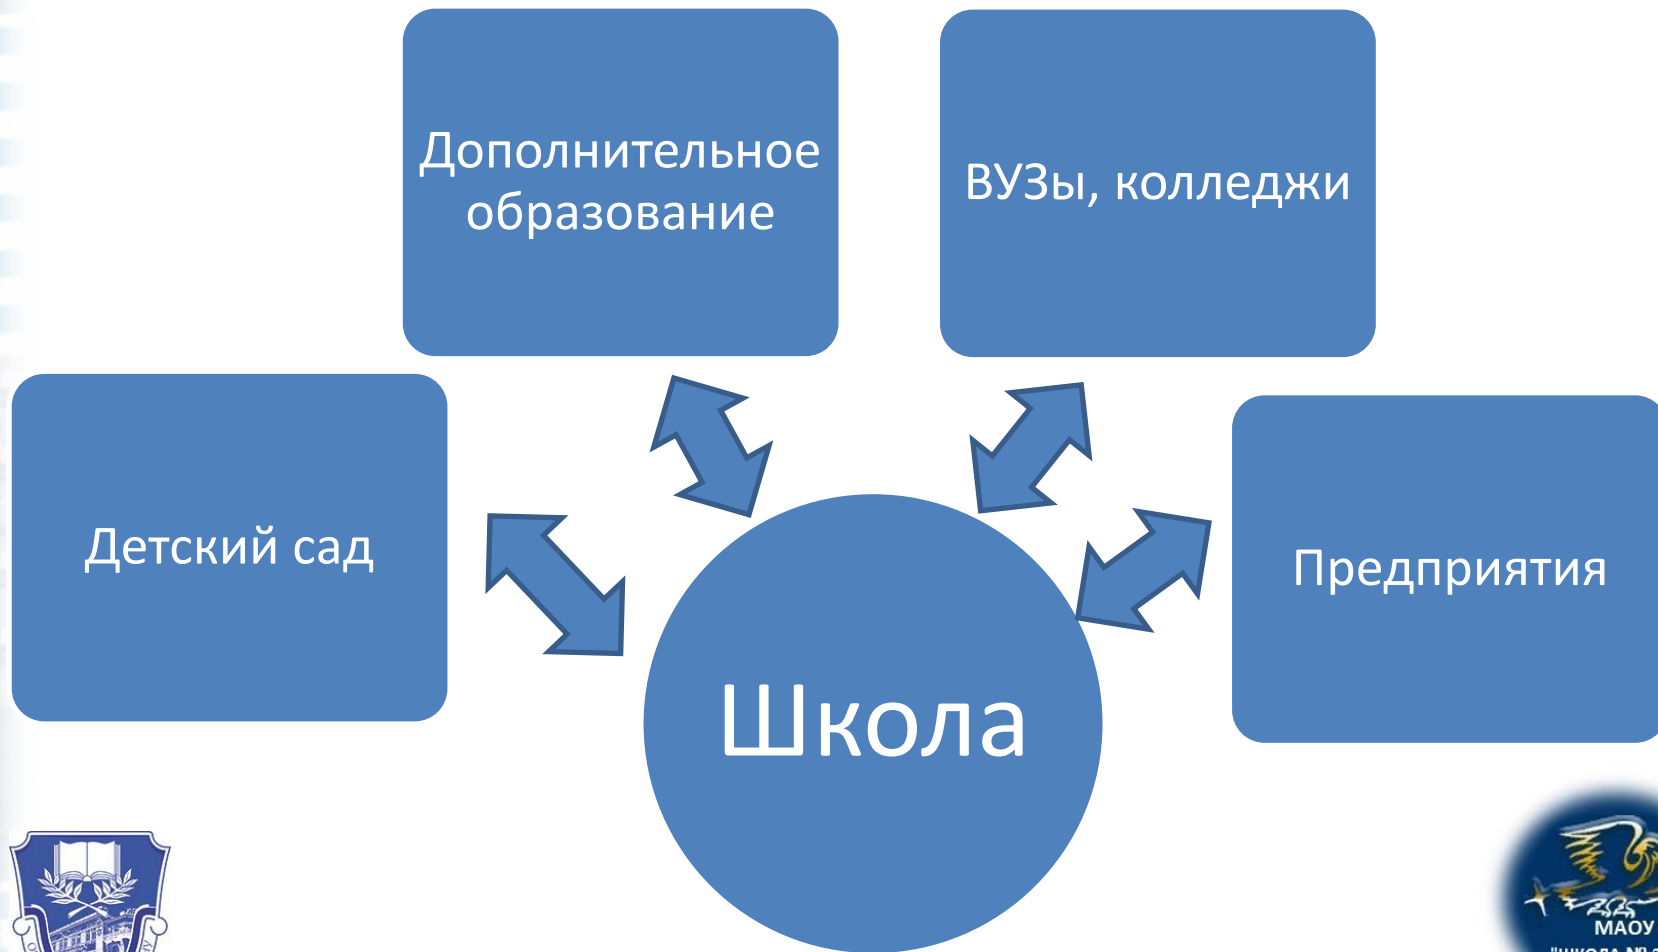 Дополнительное
образование
ВУЗы, колледжи
Детский сад
Предприятия
Школа
МАОУ